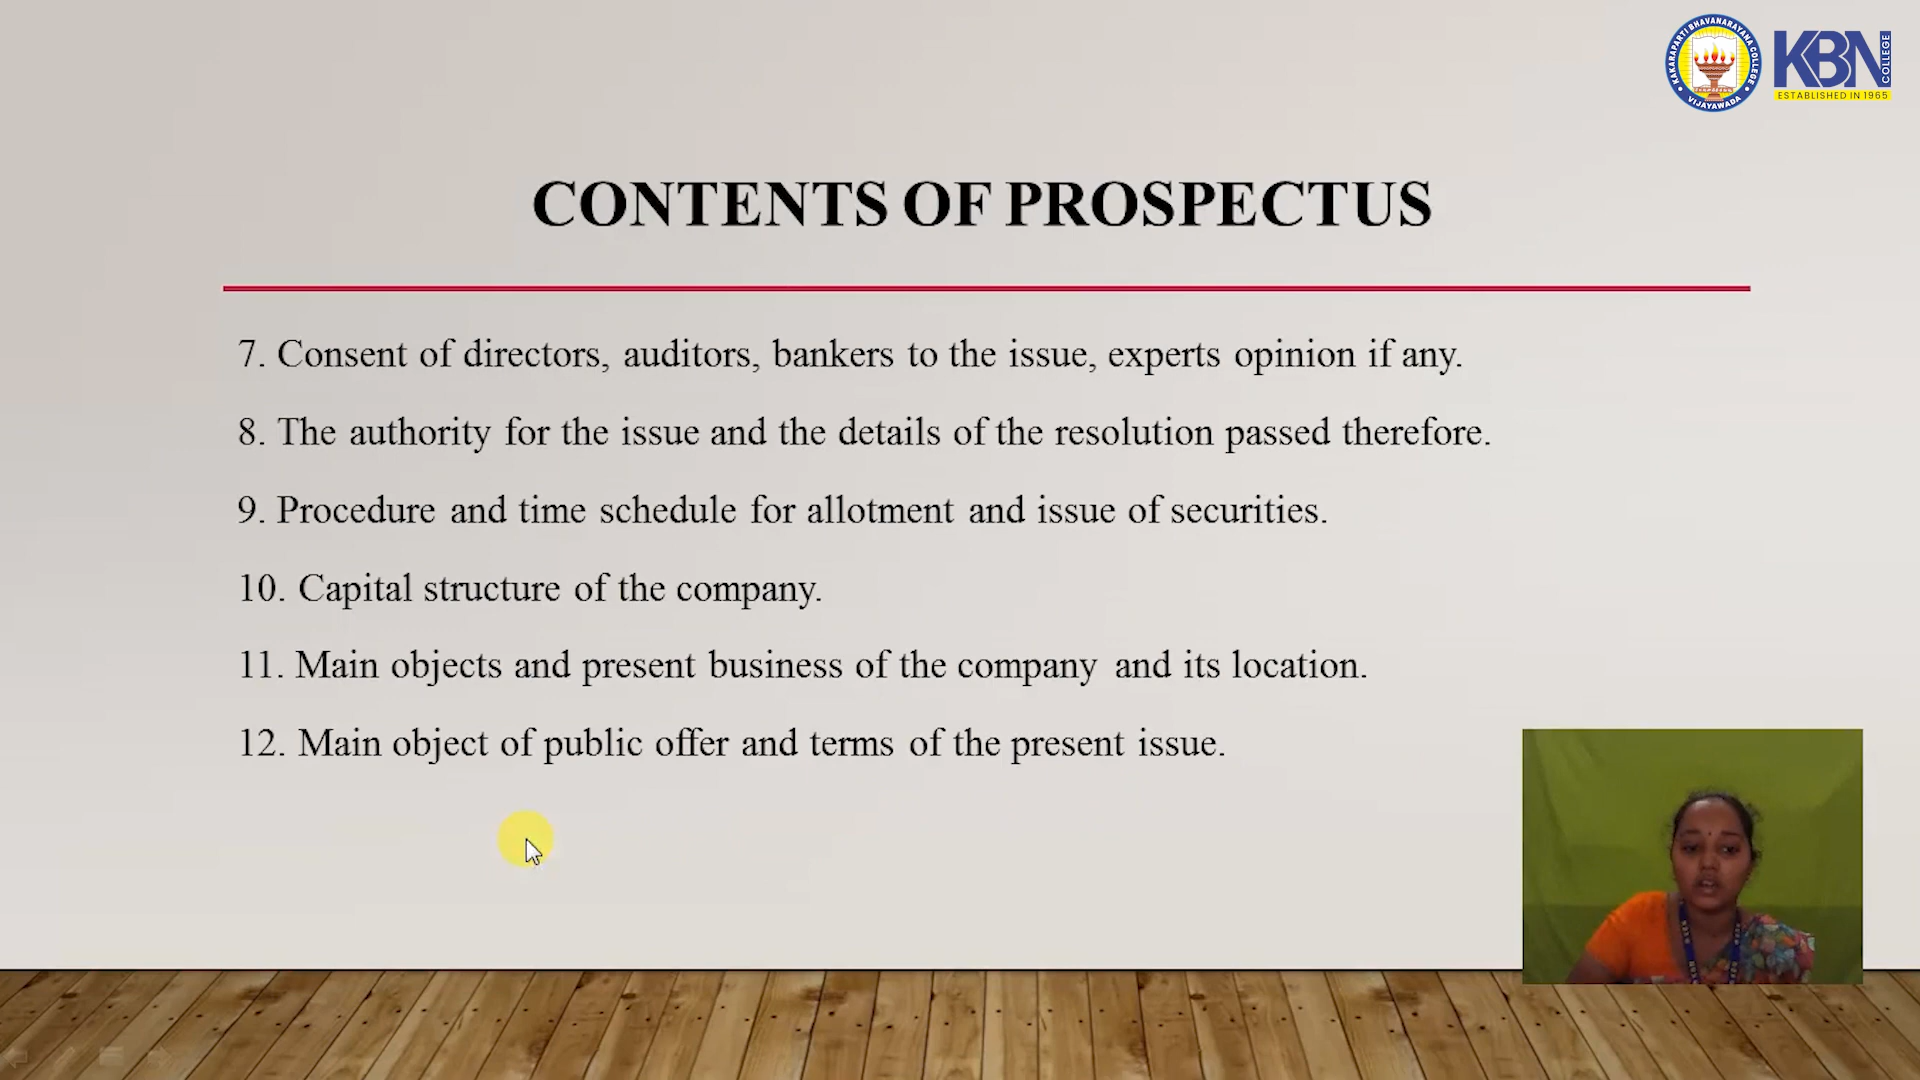 KAKARAPARTI BHAVANARAYANA COLLEGE
VIJAYAWADA
KBN
COLLEGE
ESTABLISHED IN 1965
CONTENTS OF PROSPECTUS
7. Consent of directors, auditors, bankers to the issue, experts opinion if any.
8. The authority for the issue and the details of the resolution passed therefore.
9. Procedure and time schedule for allotment and issue of securities.
10. Capital structure of the company.
11. Main objects and present business of the company and its location.
12. Main object of public offer and terms of the present issue.